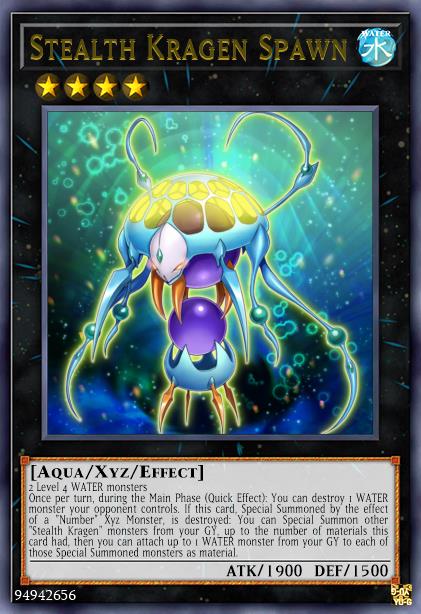 STEALTH KRAGEN SPAWN
WATER
水
[AQUA/XYZ/EFFECT]
2 Level 4 WATER monsters
Once per turn, during the Main Phase (Quick Effect): You can destroy 1 WATER
monster your opponent controls. If this card, Special Summoned by the effect
of a "Number" Xyz Monster, is destroyed: You can Special Summon other
"Stealth Kragen" monsters from your GY, up to the number of materials this
card had, then you can attach up to 1 WATER monster from your GY to each of
those Special Summoned monsters as material.
ATK/1900 DEF/1500
94942656